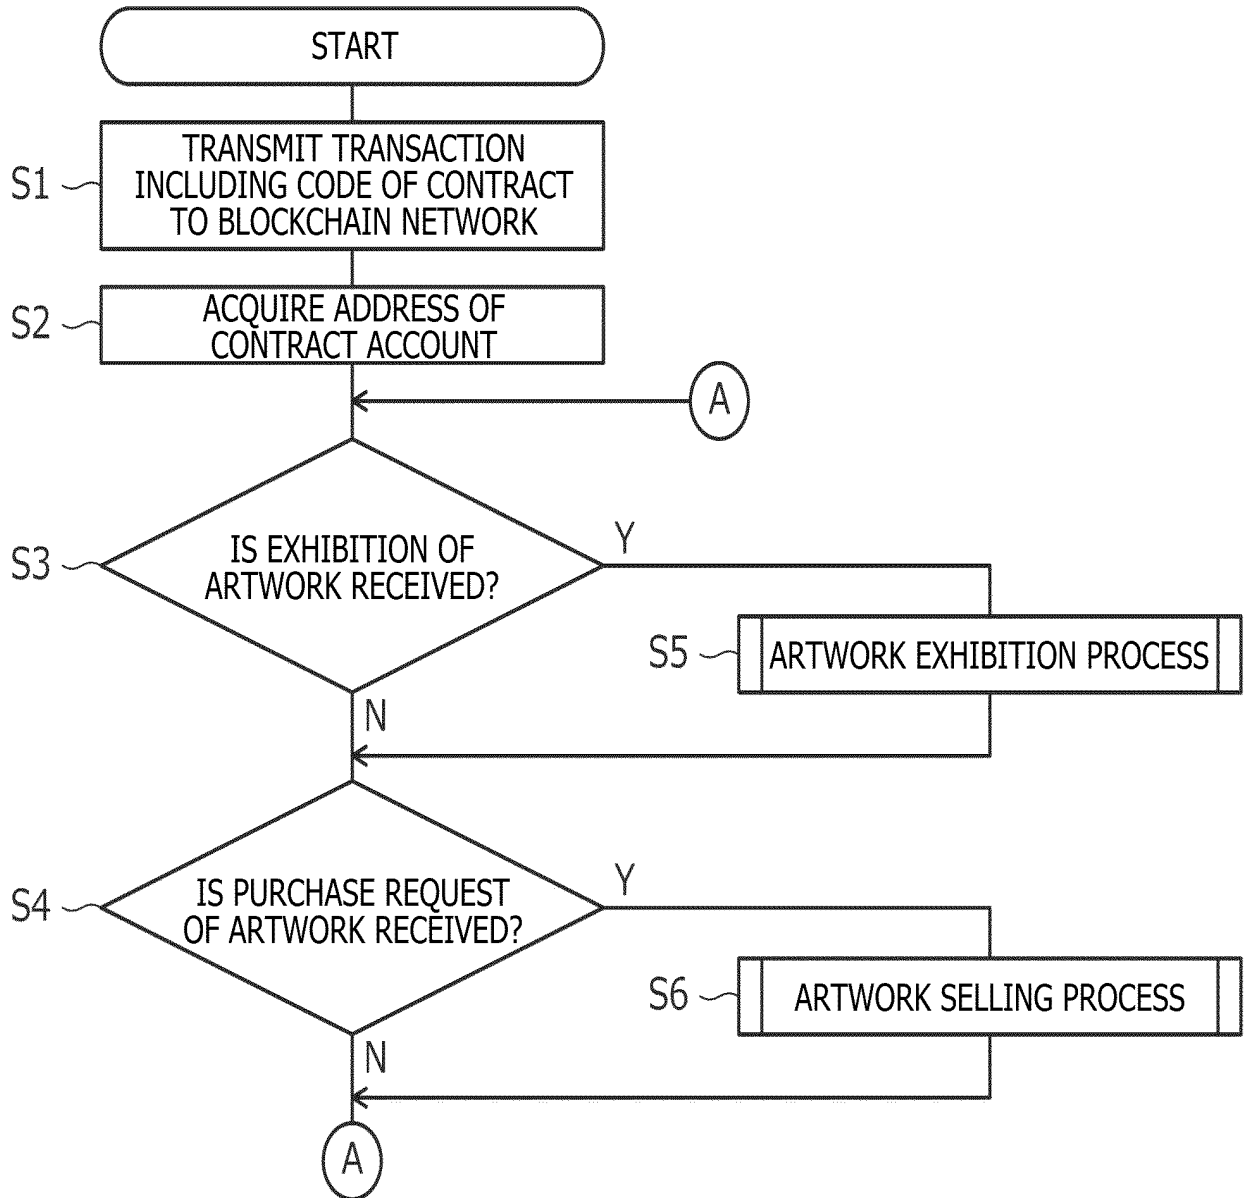 START
S1
TRANSMIT TRANSACTION
INCLUDING CODE OF CONTRACT
TO BLOCKCHAIN NETWORK
S2
ACQUIRE ADDRESS OF
CONTRACT ACCOUNT
A
S3
IS EXHIBITION OF
ARTWORK RECEIVED?
Y
S5
ARTWORK EXHIBITION PROCESS
N
S4
IS PURCHASE REQUEST
OF ARTWORK RECEIVED?
Y
S6
ARTWORK SELLING PROCESS
N
A